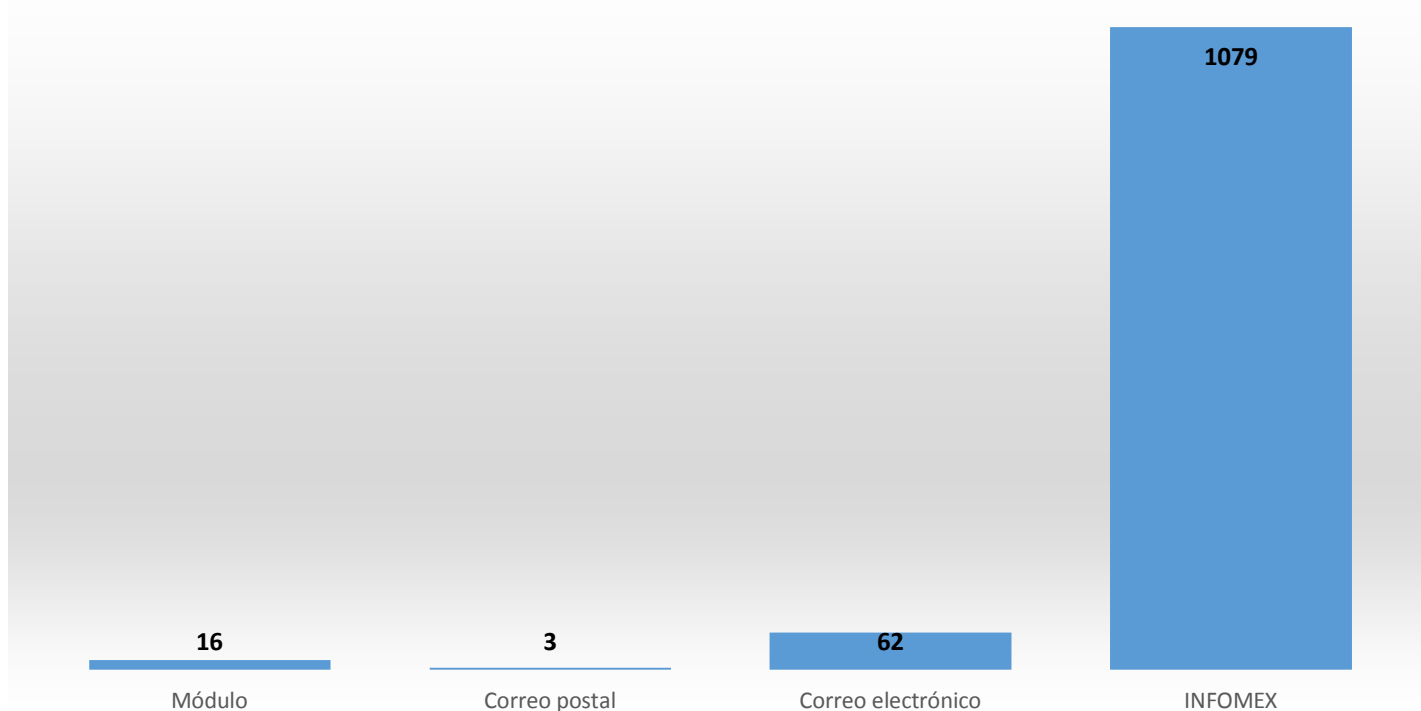 1079
16
3
62
Módulo
Correo postal
Correo electrónico
INFOMEX